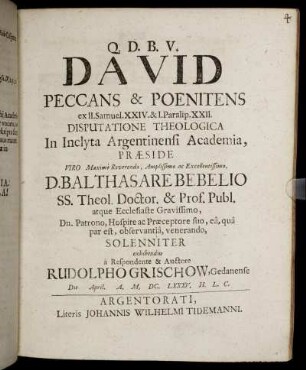 Q. D. B. V.
DAVID
PECCANS & POENITENS
ex II. Samuel. XXIV. & I. Paralip. XXII.
DISPUTATIONE THEOLOGICA
In Inclyta Argentinensi Academia,
PRÆSIDE
VIRO Maximè Reverendo, Amplissimo ac Excellentissimo,
D. BALTHASARE BEBELIO
SS. Theol. Doctor. & Prof. Publ.
atque Ecclesiaste Gravissimo,
Dn. Patrono, Hospite ac Præceptore suo, eâ, quâ
par est, observantiâ, venerando,
SOLENNITER
exhibendus
à Respondente & Auctore
RUDOLPHO GRISCHOW, Gedanense
Die April. A. M. DC. LXXXV. H. L. C.
ARGENTORATI,
Literis JOHANNIS WILHELMI TIDEMANNI.